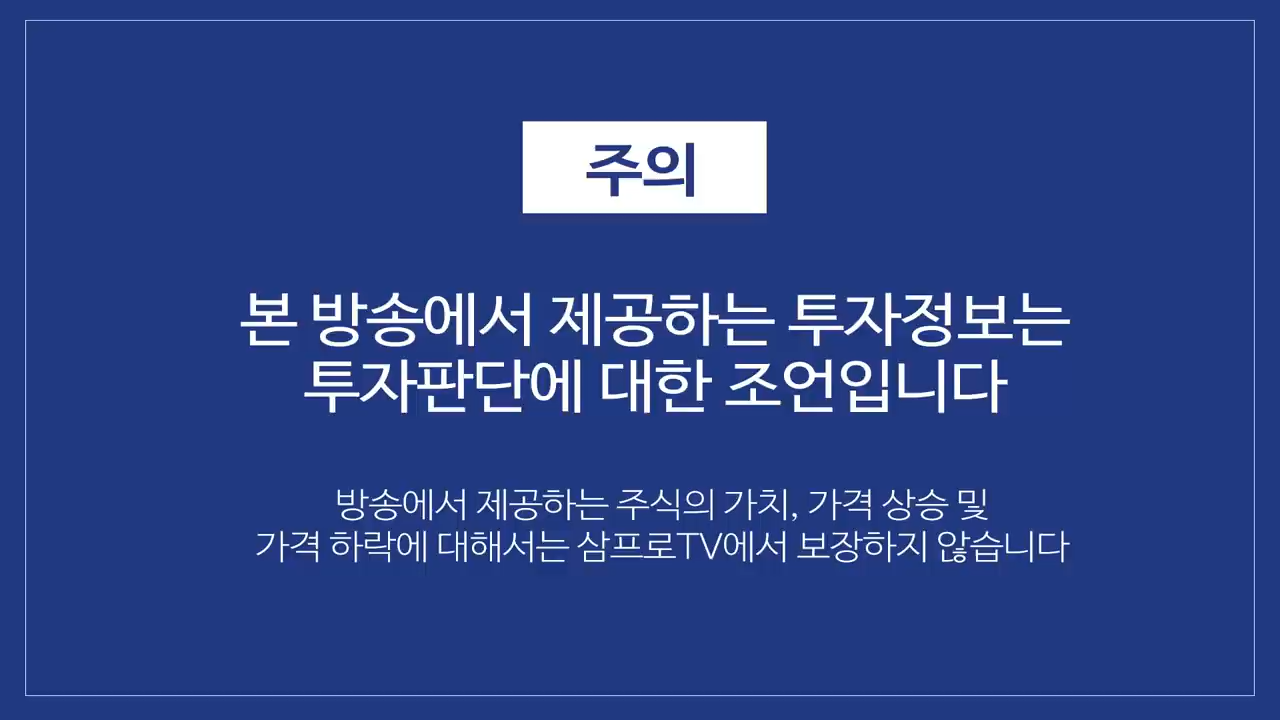 주의
본 방송에서 제공하는 투자정보는
투자판단에 대한 조언입니다
방송에서 제공하는 주식의 가치, 가격 상승 및
가격 하락에 대해서는 삼프로TV에서 보장하지 않습니다